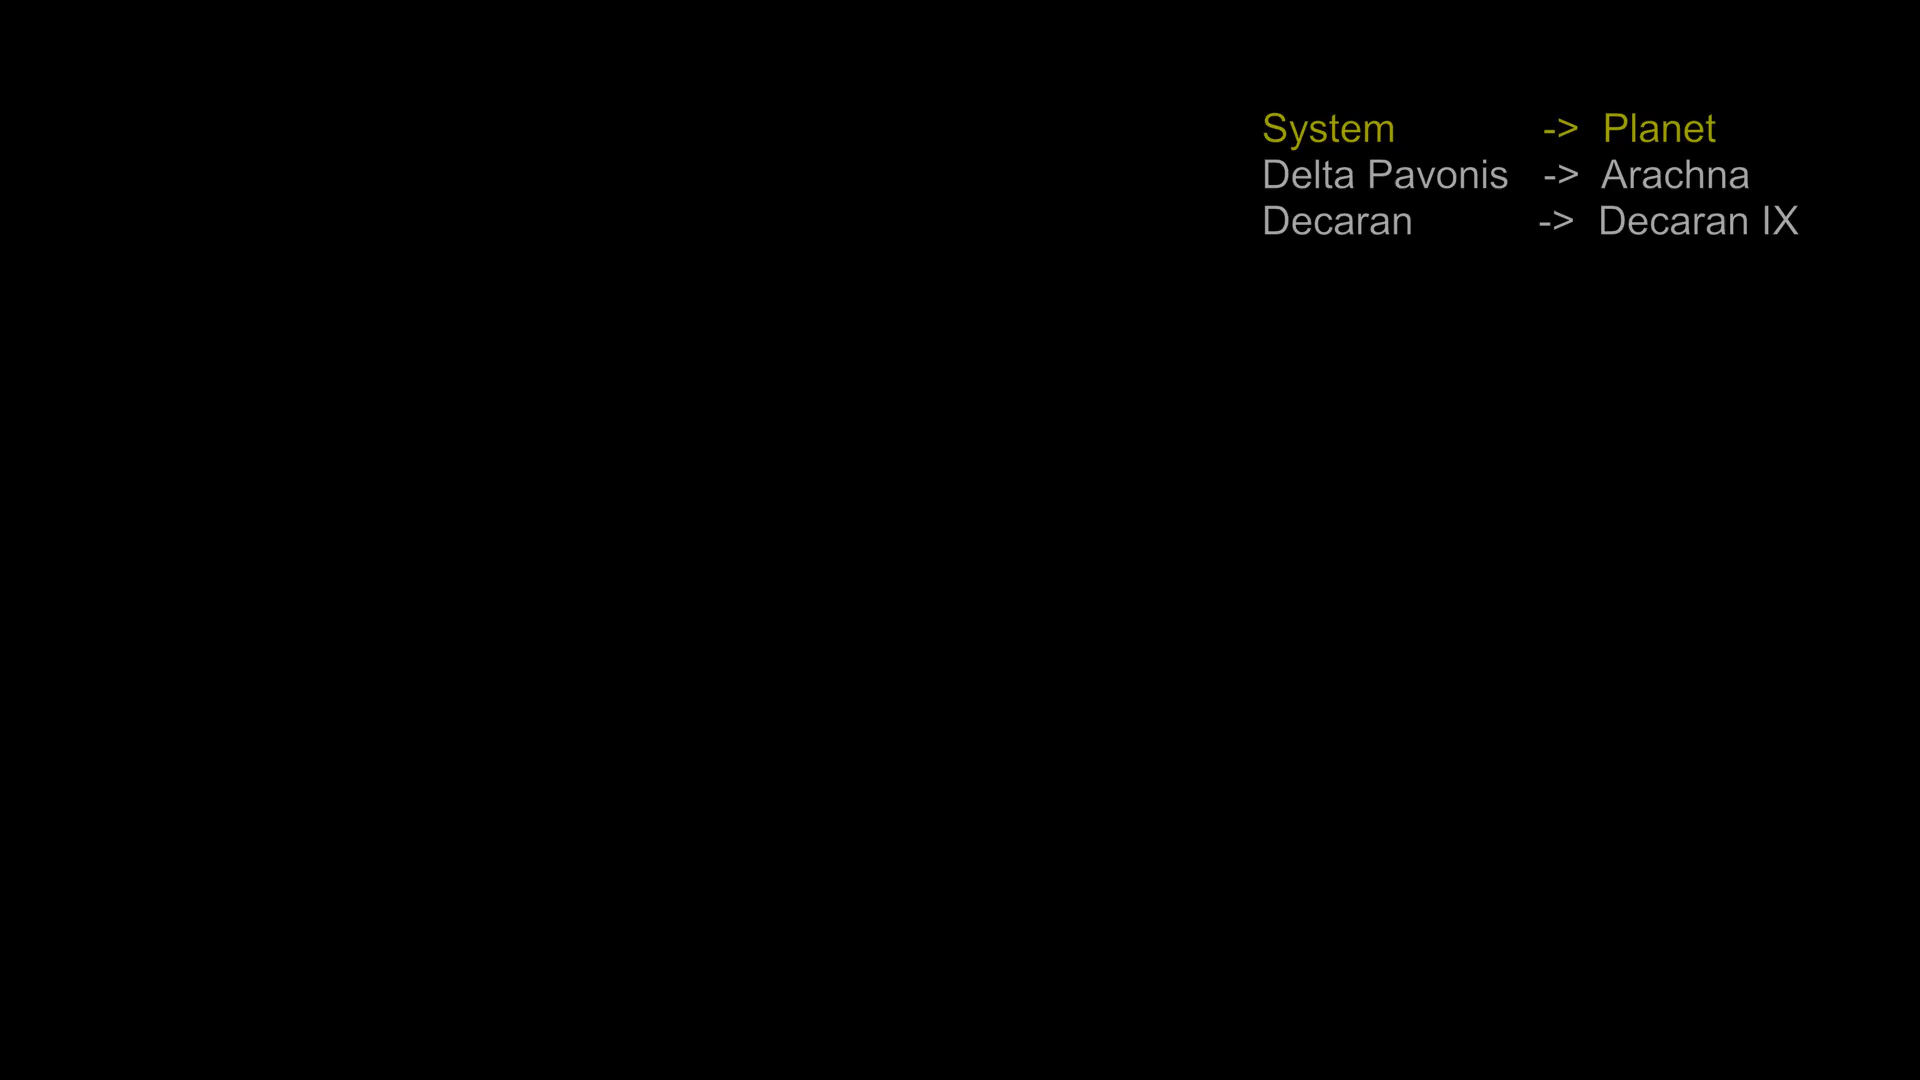 System -> Planet
Delta Pavonis -> Arachna
Decaran -> Decaran IX